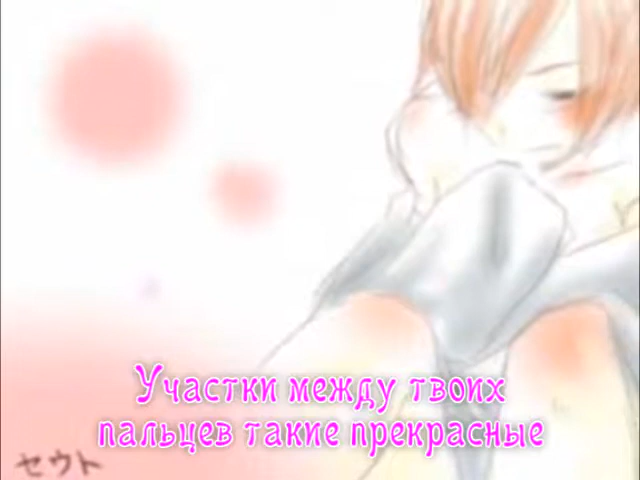 Участки между твоих
пальцев такие прекрасные
セウト